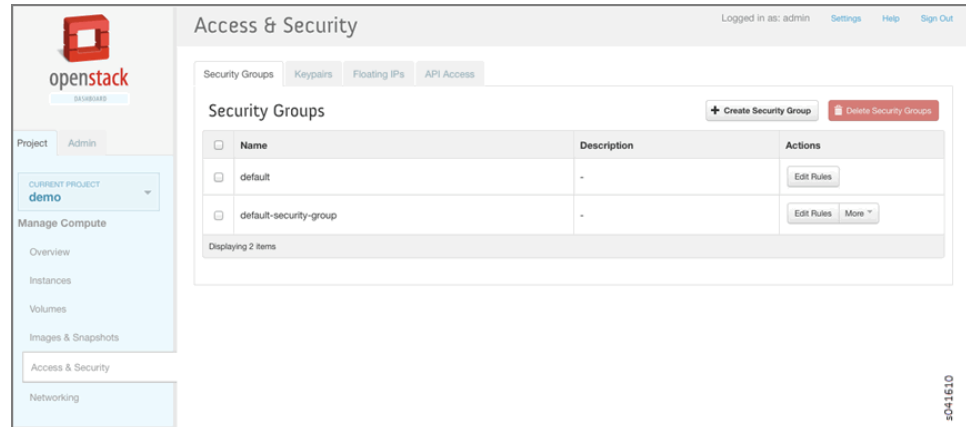 Access & Security
Logged in as: admin Settings Help Sign Out
openstack
DASHBOARD
Security Groups Keypairs Floating IPs API Access
Security Groups
+ Create Security Group Delete Security Groups
Project Admin
Name Description Actions
default - Edit Rules
CURRENT PROJECT
demo
default-security-group - Edit Rules More
Manage Compute
Displaying 2 items
Overview
Instances
Volumes
Images & Snapshots
Access & Security
Networking
s041610